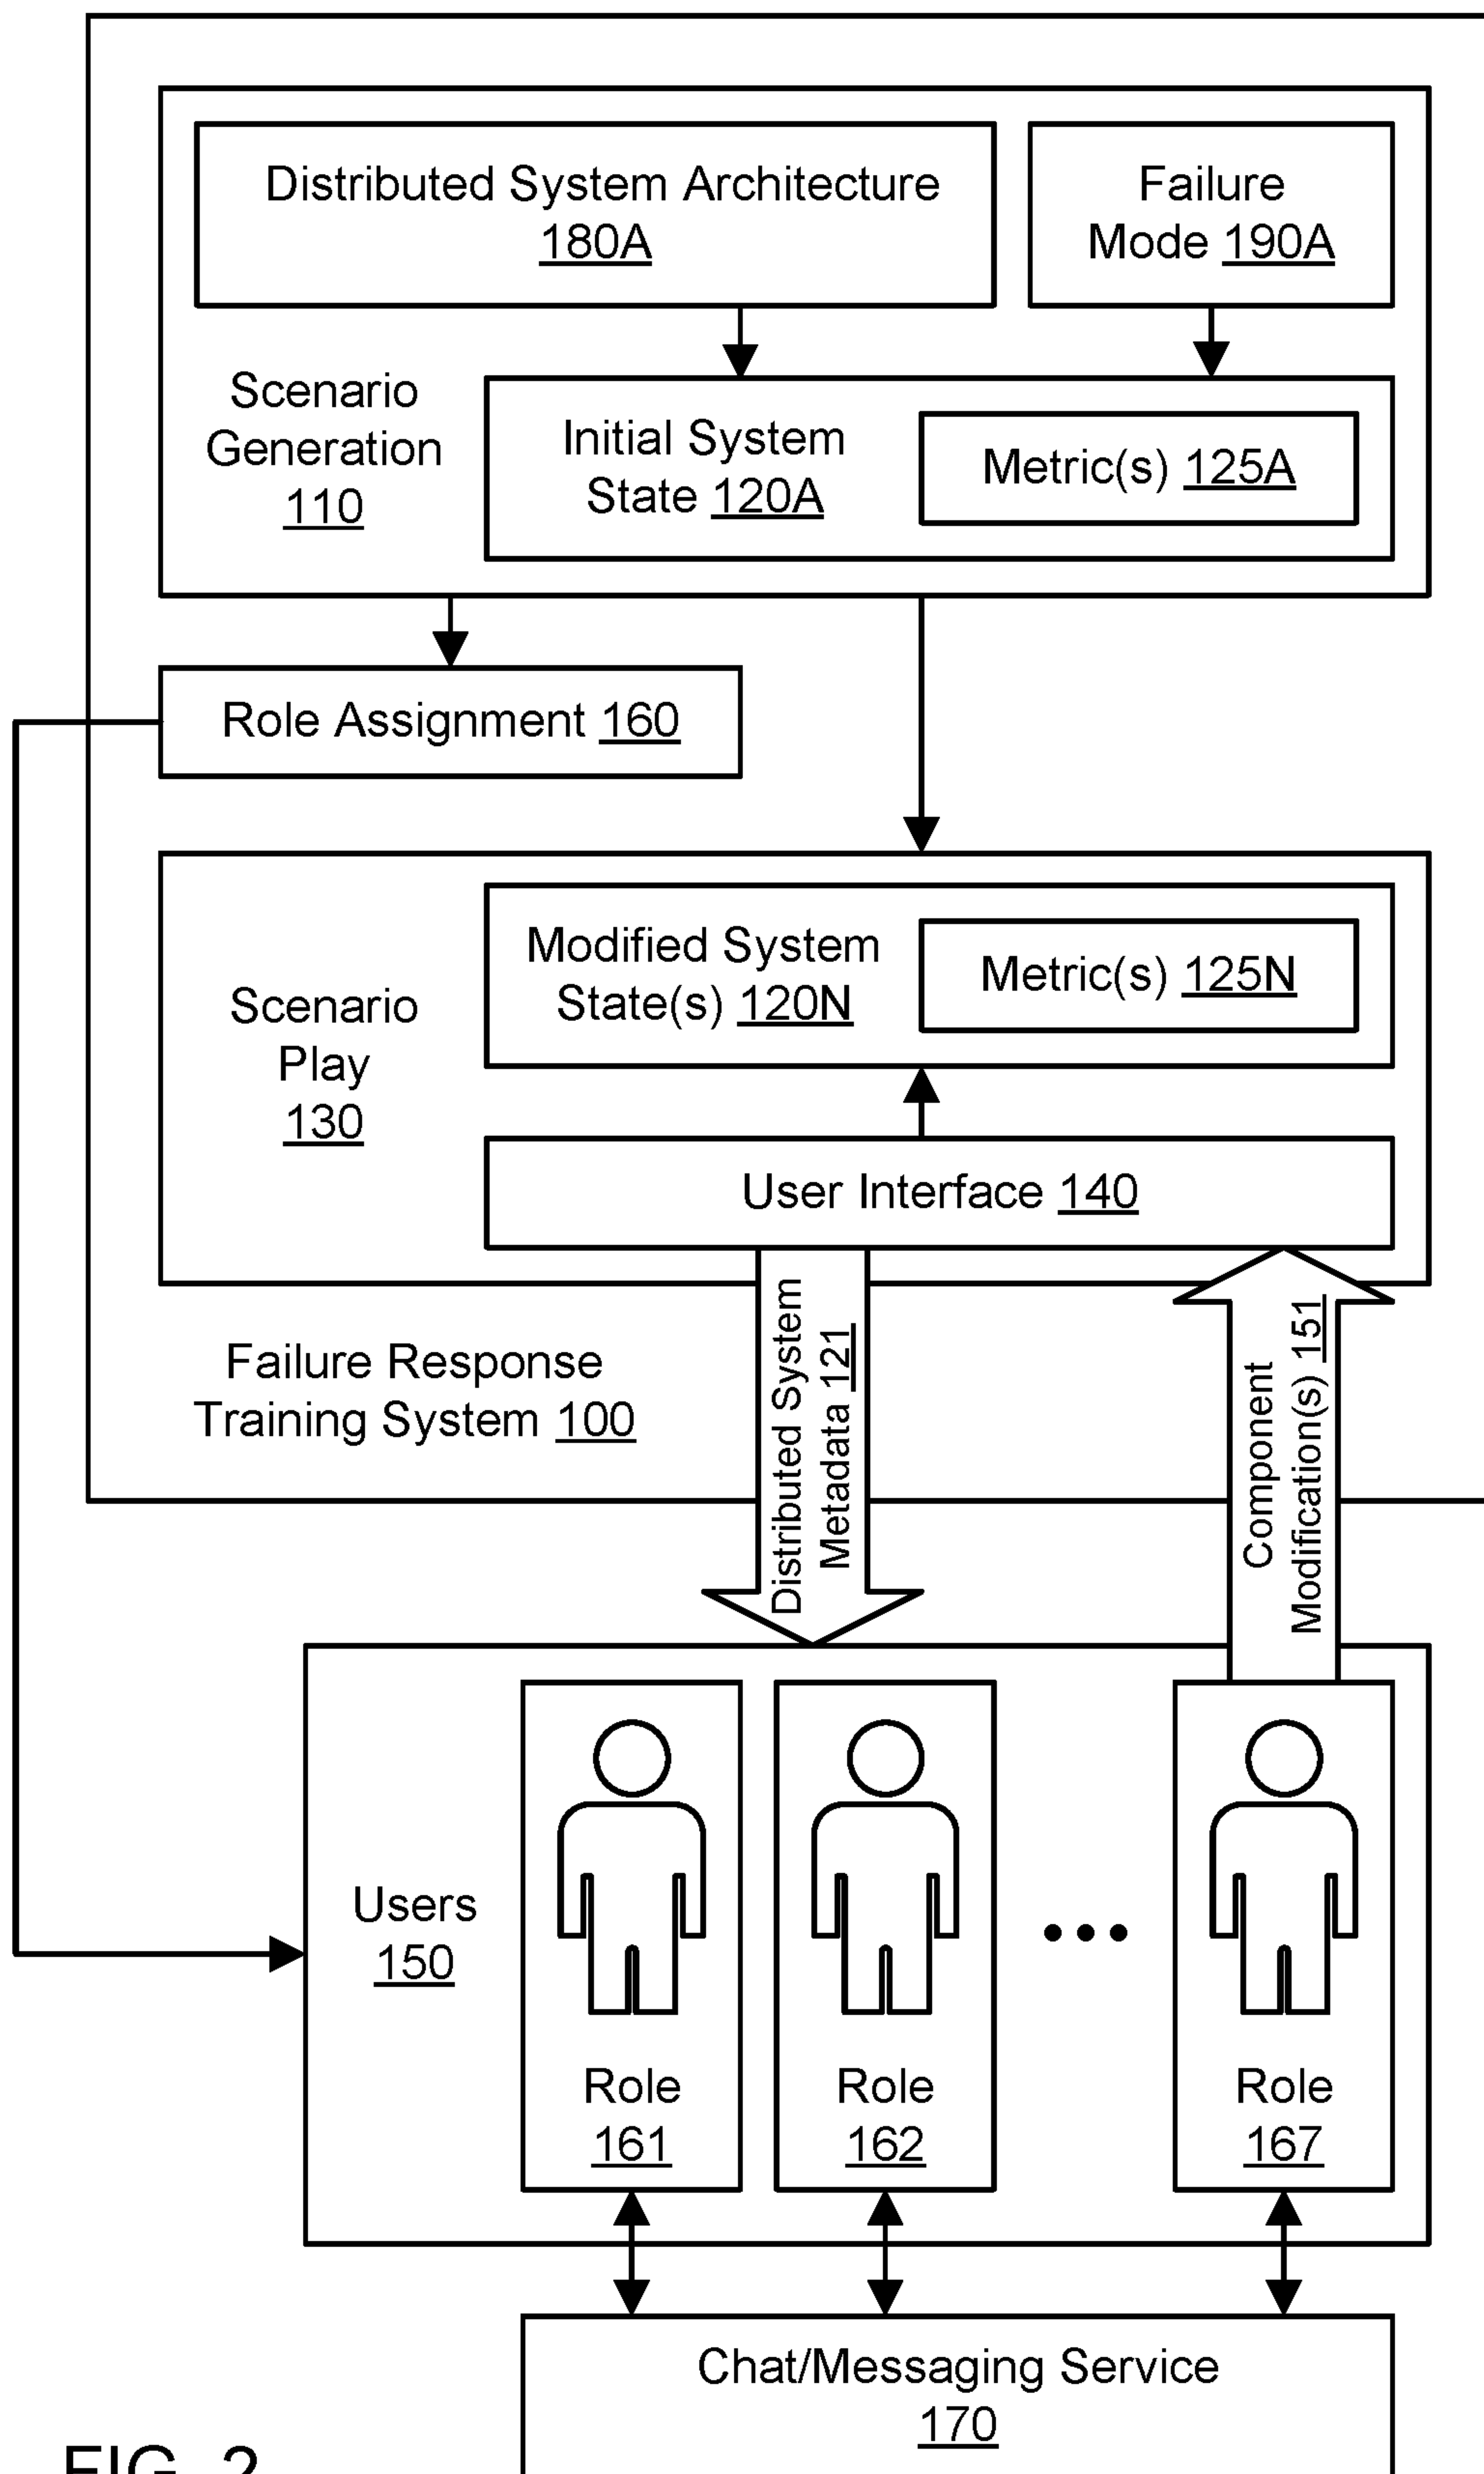 Distributed System Architecture
180A
Failure
Mode 190A
Scenario
Generation
110
Initial System
State 120A
Metric(s) 125A
Role Assignment 160
Scenario
Play
130
Modified System
State(s) 120N
Metric(s) 125N
User Interface 140
Failure Response
Training System 100
Distributed System
Metadata 121
Component
Modification(s) 151
Users
150
Role
161
Role
162
Role
167
Chat/Messaging Service
170
FIG. 2